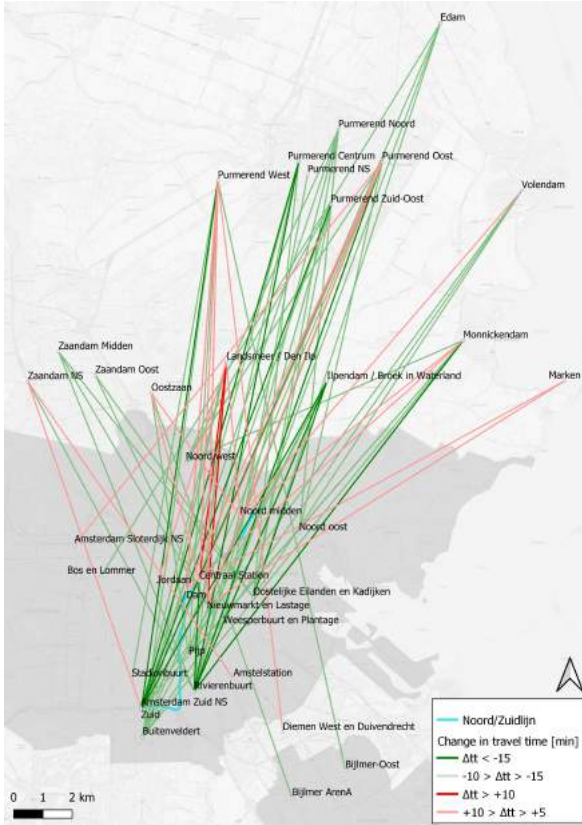 Edam
Purmerend Noord
Purmerend Centrum
Purmerend Oost
Purmerend NS
Purmerend West
Volendam
Purmerend Zuid-Oost
Monnickendam
Zaandam Midden
Landsmeer / Den Ilp
Zaandam Oost
Zaandam NS
Ilpendam / Broek in Waterland
Marken
Oostzaan
Noord west
Noord midden
Noord oost
Amsterdam Sloterdijk NS
Bos en Lommer
Jordaan
Centraal Station
Dam
Oostelijke Eilanden en Kadijken
Nieuwmarkt en Lastage
Weesperbuurt en Plantage
Pijp
Stadionbuurt
Amstelstation
Rivierenbuurt
Amsterdam Zuid NS
Zuid
Buitenveldert
Diemen West en Duivendrecht
Bijlmer-Oost
Bijlmer ArenA
0 1 2 km
Noord/Zuidlijn
Change in travel time [min]
Δtt < -15
-10 > Δtt > -15
Δtt > +10
+10 > Δtt > +5